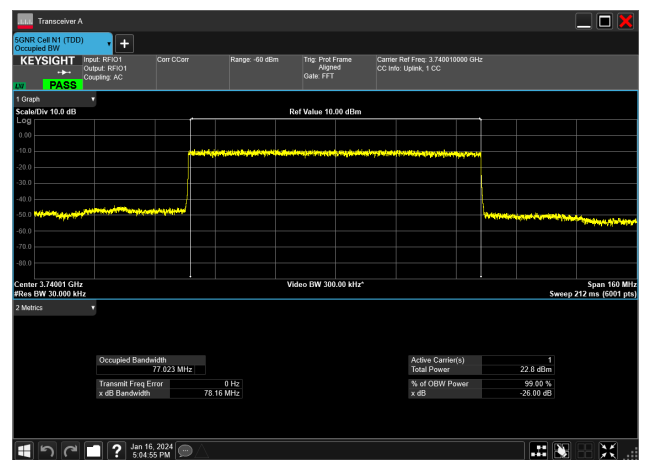 Transceiver A
5GNR Cell N1 (TDD)
Occupied BW
KEYSIGHT
Input: RFIO1
Output: RFIO1
Coupling: AC
Corr CCorr
Range: -60 dBm
Trig: Prot Frame
Aligned
Gate: FFT
Carrier Ref Freq: 3.740010000 GHz
CC Info: Uplink, 1 CC
LV PASS
1 Graph
Scale/Div 10.0 dB
Ref Value 10.00 dBm
Log
0.00
-10.0
-20.0
-30.0
-40.0
-50.0
-60.0
-70.0
-80.0
Center 3.74001 GHz
Video BW 300.00 kHz*
Span 160 MHz
#Res BW 30.000 kHz
Sweep 212 ms (6001 pts)
2 Metrics
Occupied Bandwidth
77.023 MHz
Active Carrier(s) 1
Total Power 22.8 dBm
Transmit Freq Error 0 Hz
x dB Bandwidth 78.16 MHz
% of OBW Power 99.00 %
x dB -26.00 dB
Jan 16, 2024
5:04:55 PM